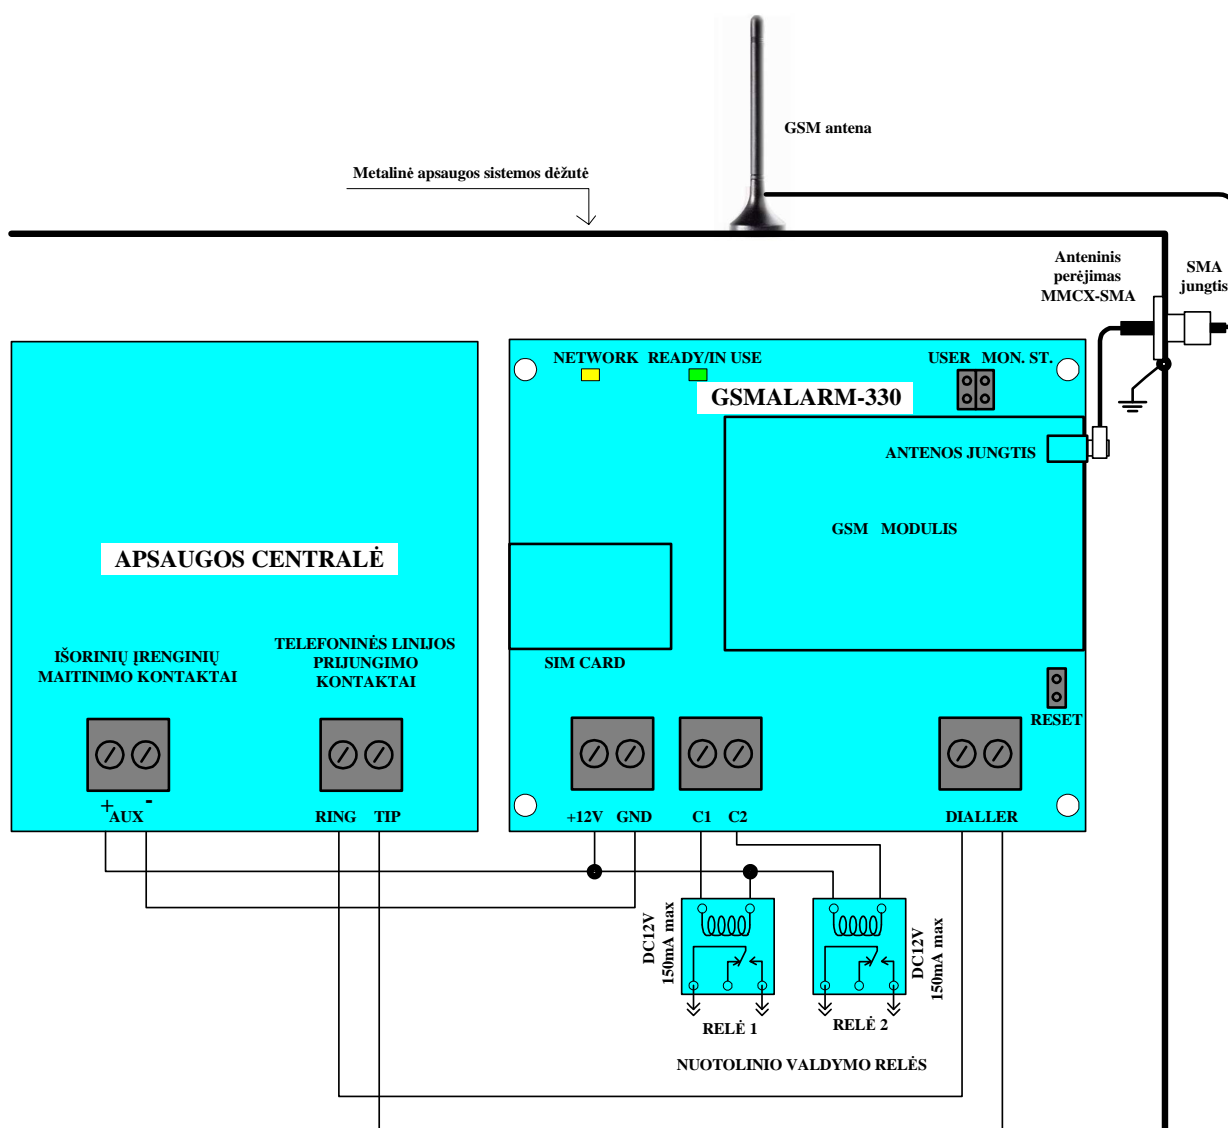 GSM antena
Metalinė apsaugos sistemos dėžutė
Anteninis
perėjimas
MMCX-SMA
SMA
jungtis
NETWORK READY/IN USE
USER MON. ST.
GSMALARM-330
ANTENOS JUNGTIS
GSM MODULIS
APSAUGOS CENTRALĖ
SIM CARD
IŠORINIŲ ĮRENGINIŲ
MAITINIMO KONTAKTAI
TELEFONINĖS LINIJOS
PRIJUNGIMO
KONTAKTAI
RESET
+ -
AUX
RING TIP
+12V GND
C1 C2
DIALLER
DC12V
150mA max
DC12V
150mA max
RELĖ 1
RELĖ 2
NUOTOLINIO VALDYMO RELĖS